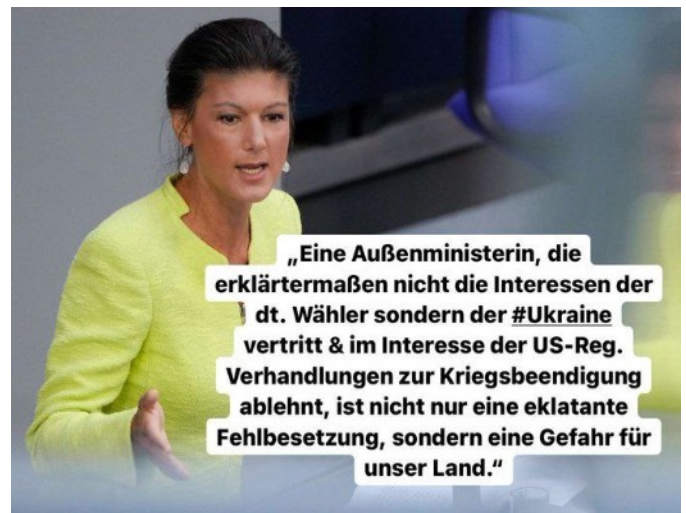 „Eine Außenministerin, die
erklärtermaßen nicht die Interessen der
dt. Wähler sondern der #Ukraine
vertritt & im Interesse der US-Reg.
Verhandlungen zur Kriegsbeendigung
ablehnt, ist nicht nur eine eklatante
Fehlbesetzung, sondern eine Gefahr für
unser Land.“